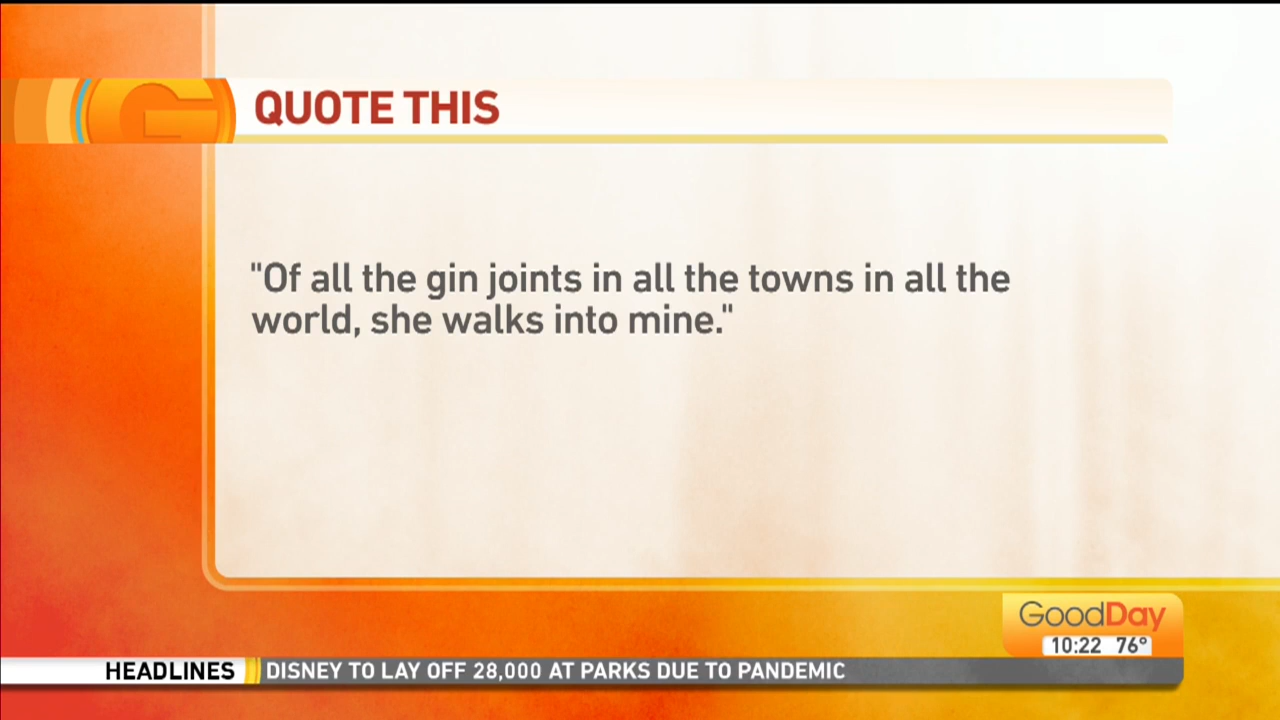 G
QUOTE THIS
"Of all the gin joints in all the towns in all the
world, she walks into mine."
GoodDay
10:22 76°
HEADLINES DISNEY TO LAY OFF 28,000 AT PARKS DUE TO PANDEMIC